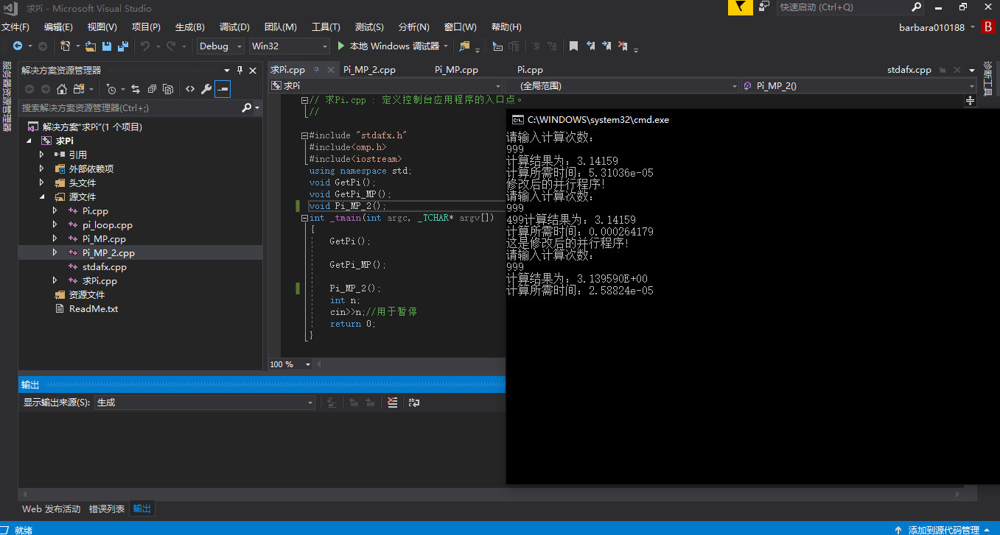 求Pi - Microsoft Visual Studio
快速启动 (Ctrl+Q)
文件(F) 编辑(E) 视图(V) 项目(P) 生成(B) 调试(D) 团队(M) 工具(T) 测试(S) 分析(N) 窗口(W) 帮助(H)
barbara010188 B
Debug Win32 本地 Windows 调试器
服务器资源管理器
解决方案资源管理器
搜索解决方案资源管理器(Ctrl+;)
解决方案"求Pi"(1 个项目)
求Pi
引用
外部依赖项
头文件
源文件
Pi.cpp
pi_loop.cpp
Pi_MP.cpp
Pi_MP_2.cpp
stdafx.cpp
求Pi.cpp
资源文件
ReadMe.txt
求Pi.cpp Pi_MP_2.cpp Pi_MP.cpp Pi.cpp stdafx.cpp
求Pi (全局范围) Pi_MP_2()
// 求Pi.cpp : 定义控制台应用程序的入口点。
//
#include "stdafx.h"
#include<omp.h>
#include<iostream>
using namespace std;
void GetPi();
void GetPi_MP();
void Pi_MP_2();
int _tmain(int argc, _TCHAR* argv[])
{
GetPi();
GetPi_MP();
Pi_MP_2();
int n;
cin>>n;//用于暂停
return 0;
}
100 %
诊断工具
C:\WINDOWS\system32\cmd.exe
请输入计算次数:
999
计算结果为: 3.14159
计算所需时间: 5.31036e-05
修改后的并行程序!
请输入计算次数:
999
499计算结果为: 3.14159
计算所需时间: 0.000264179
这是修改后的并行程序!
请输入计算次数:
999
计算结果为: 3.139590E+00
计算所需时间: 2.58824e-05
输出
显示输出来源(S): 生成
Web 发布活动 错误列表 输出
就绪
添加到源代码管理